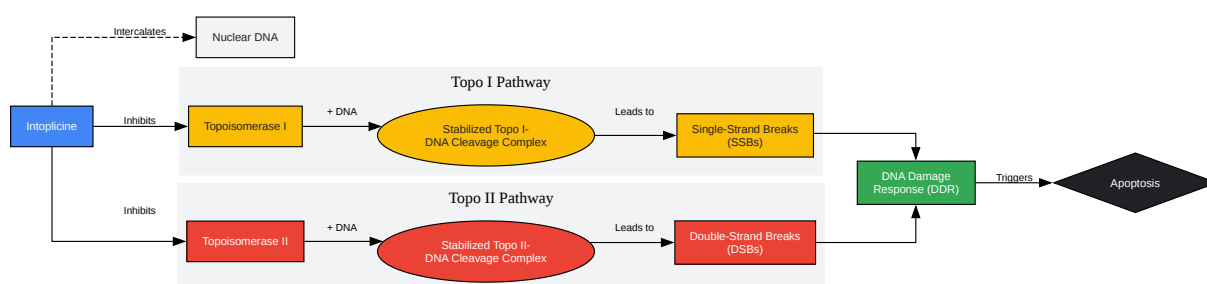 Intercalates
Nuclear DNA
Topo I Pathway
Intoplicine
Inhibits
Topoisomerase I
+ DNA
Stabilized Topo I-
DNA Cleavage Complex
Leads to
Single-Strand Breaks
(SSBs)
DNA Damage
Response (DDR)
Triggers
Apoptosis
Topo II Pathway
Inhibits
Topoisomerase II
+ DNA
Stabilized Topo II-
DNA Cleavage Complex
Leads to
Double-Strand Breaks
(DSBs)